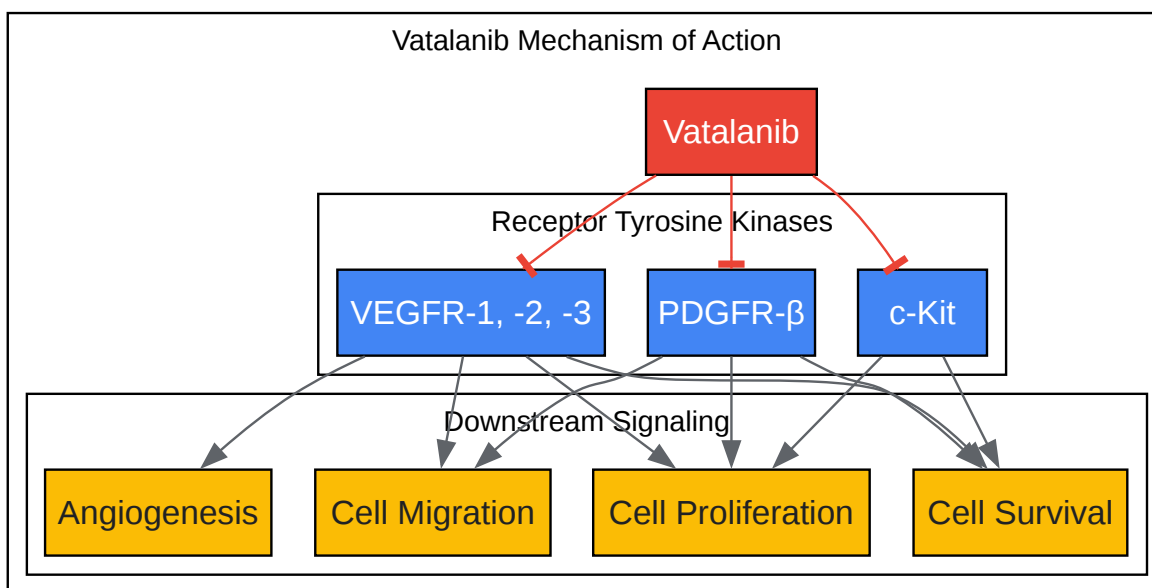 Vatalanib Mechanism of Action
Vatalanib
Receptor Tyrosine Kinases
VEGFR-1, -2, -3
PDGFR-β
c-Kit
Downstream Signaling
Angiogenesis
Cell Migration
Cell Proliferation
Cell Survival